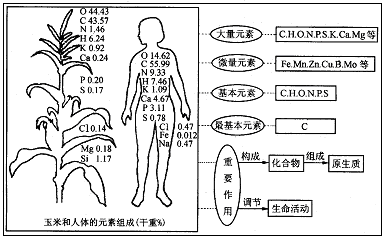 O 44.43
C 43.57
N 1.46
H 6.24
K 0.92
Ca 0.24
P 0.20
S 0.17
Cl 0.14
Mg 0.18
Si 1.17
O 14.62
C 55.99
N 9.33
H 7.46
K 1.09
Ca 4.67
P 3.11
S 0.78
Cl 0.47
Fe 0.012
Na 0.47
玉米和人体的元素组成(干重%)
大量元素
C.H.O.N.P.S.K.Ca.Mg 等
微量元素
Fe.Mn.Zn.Cu.B.Mo 等
基本元素
C.H.O.N.P.S
最基本元素
C
重要作用
构成
化合物
组成
原生质
调节
生命活动